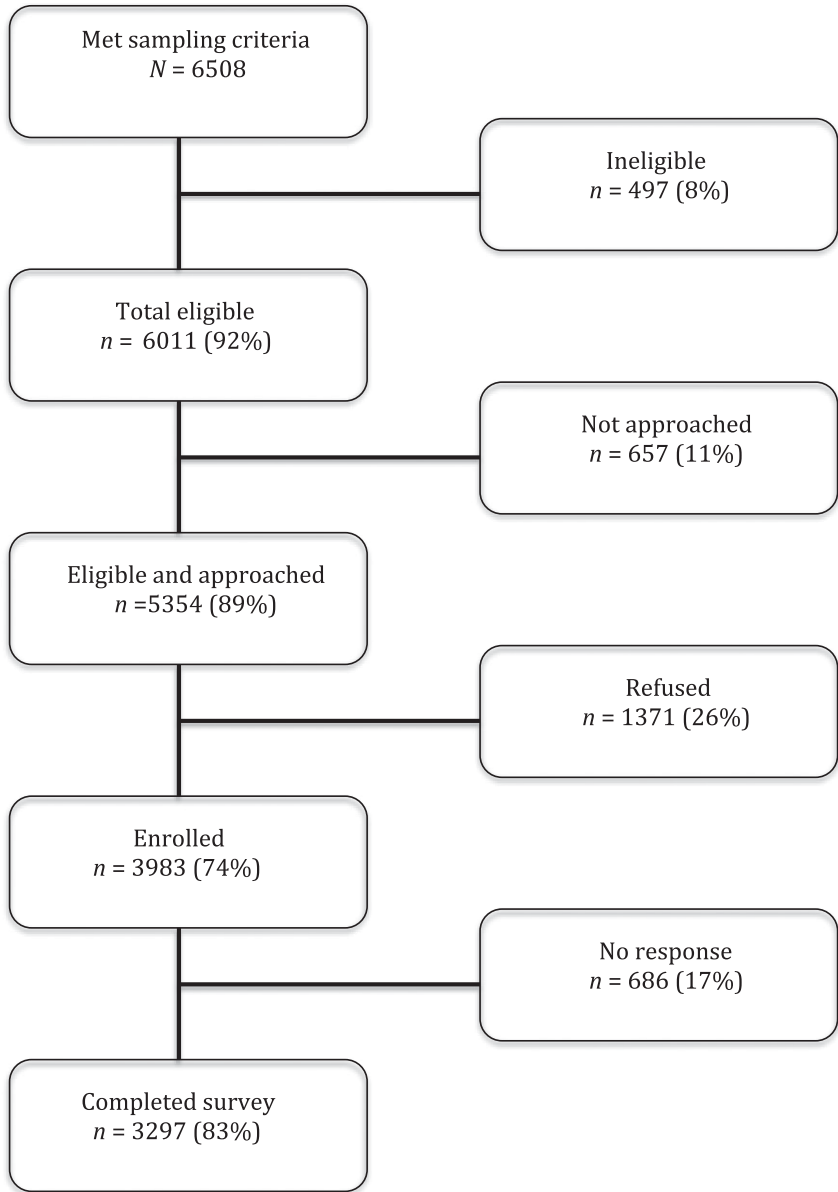 Met sampling criteria
N = 6508
Ineligible
n = 497 (8%)
Total eligible
n = 6011 (92%)
Not approached
n = 657 (11%)
Eligible and approached
n =5354 (89%)
Refused
n = 1371 (26%)
Enrolled
n = 3983 (74%)
No response
n = 686 (17%)
Completed survey
n = 3297 (83%)